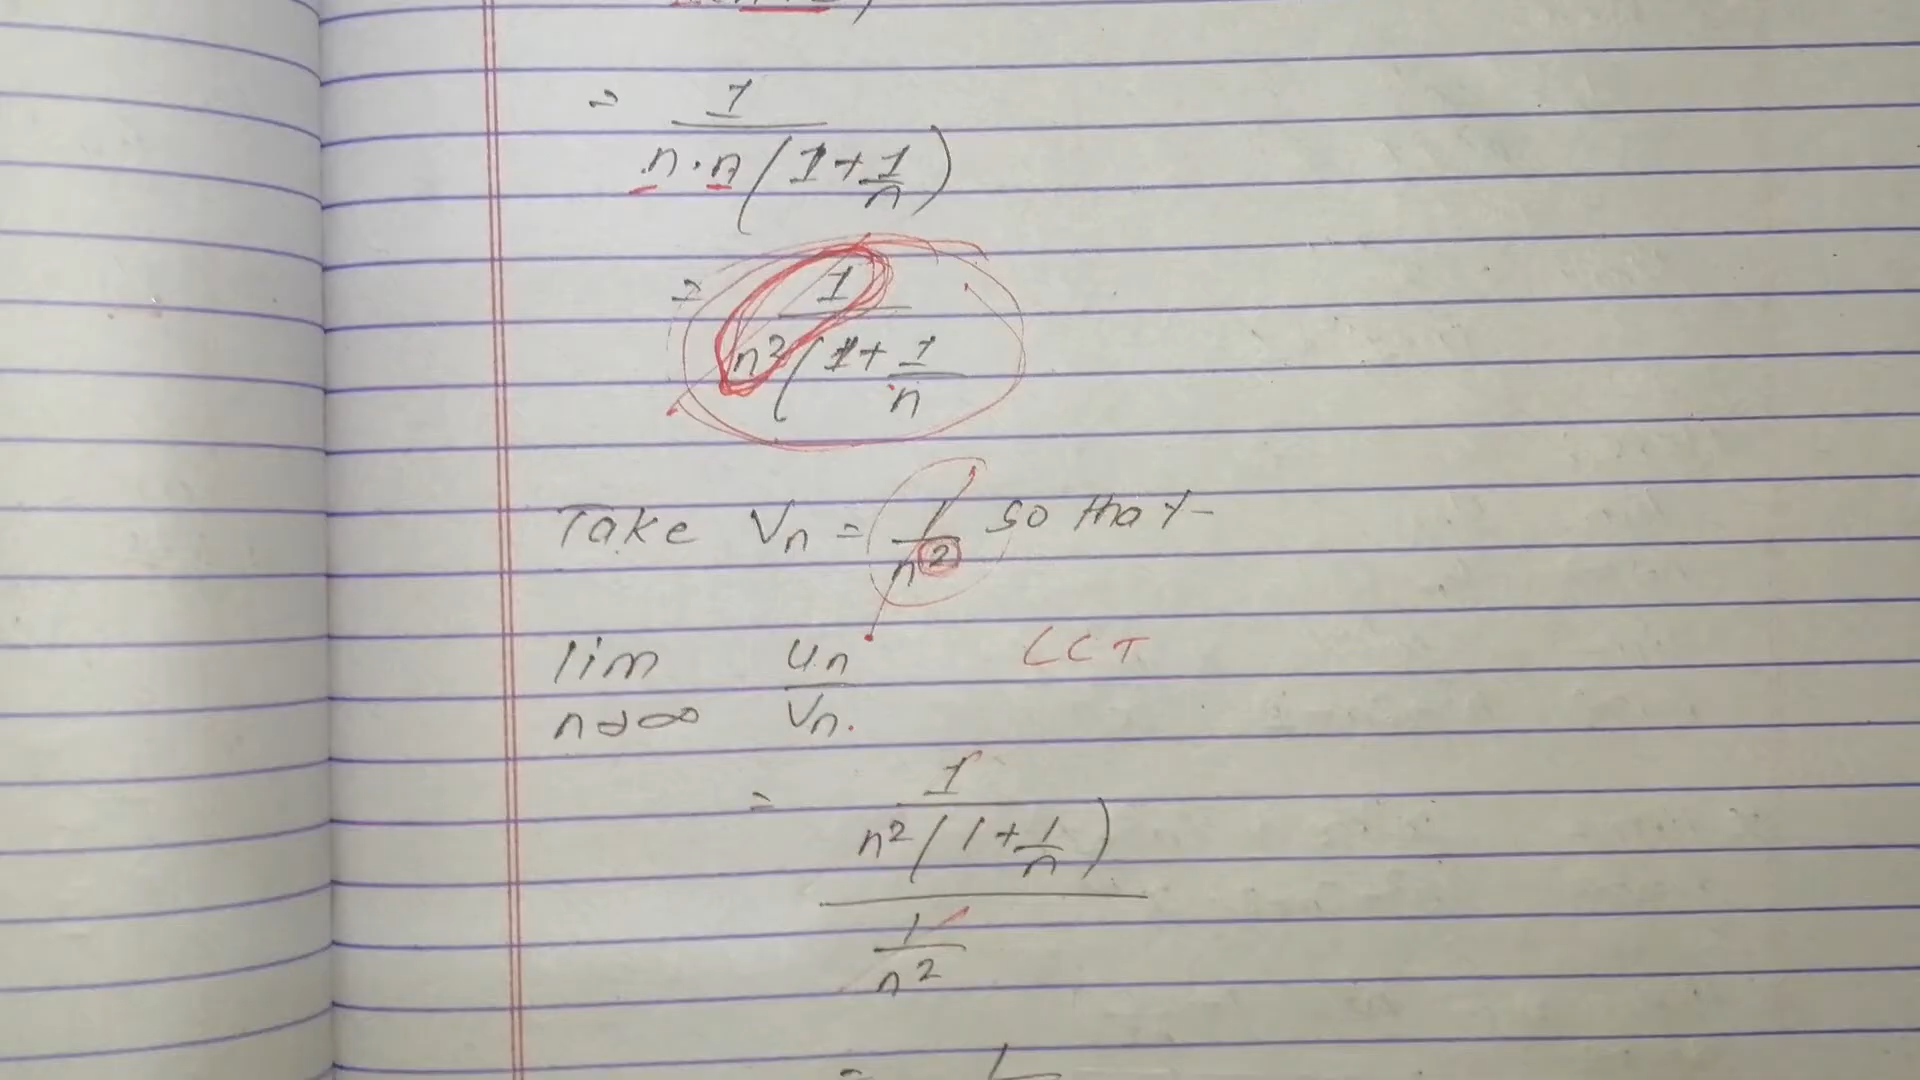 = 1
n·n(1+1/n)
= 1
n²(1+1/n
Take Vn = 1/n² so that
lim Un LCT
n→∞ Vn.
= 1
n²(1+1/n)
1
n²
=